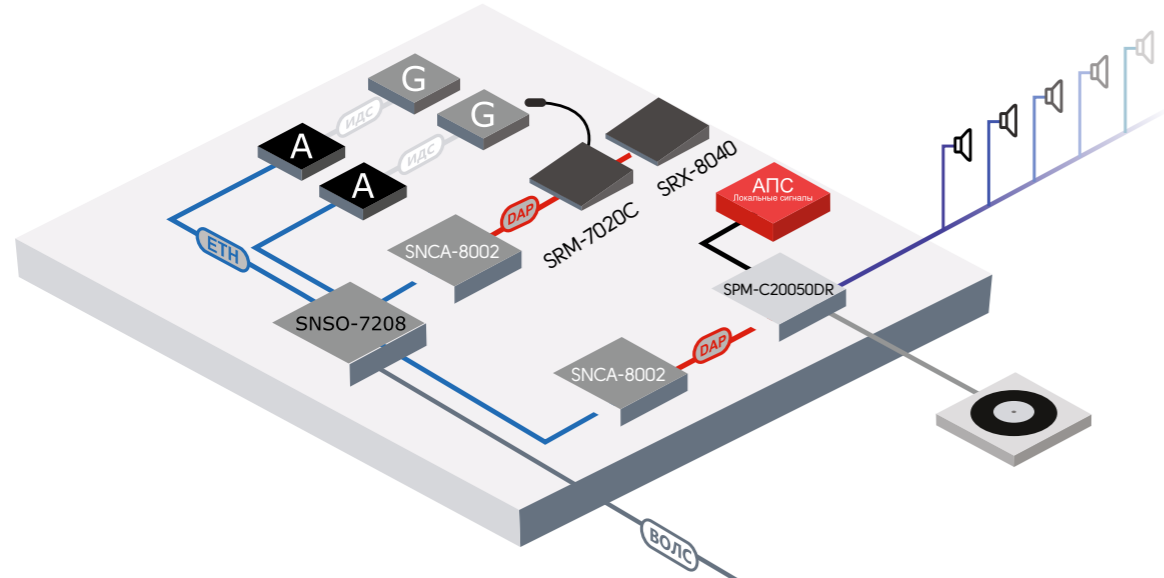 G
G
ИДС
ИДС
A
A
SRX-8040
АПС
Локальные сигналы
DAP
SRM-7020C
ETH
SNCA-8002
SPM-C20050DR
SNSO-7208
DAP
SNCA-8002
ВОЛС